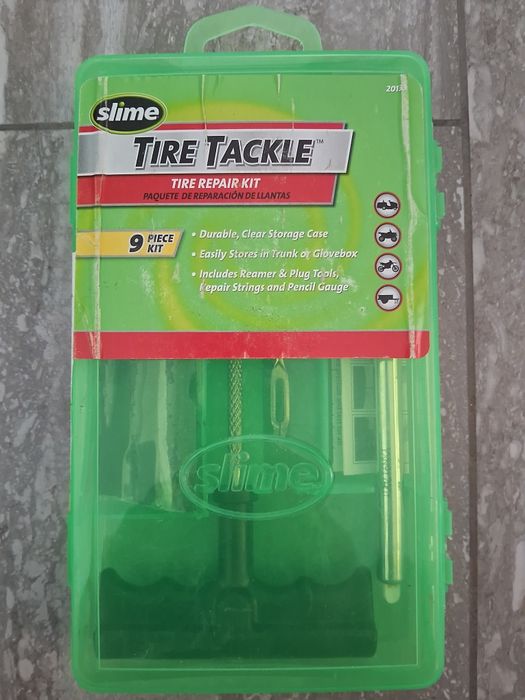 slime
TIRE TACKLE™
TIRE REPAIR KIT
PAQUETE DE REPARACIÓN DE LLANTAS
9 PIECE KIT
• Durable, Clear Storage Case
• Easily Stores in Trunk or Glovebox
• Includes Reamer & Plug Tools,
Repair Strings and Pencil Gauge
slime